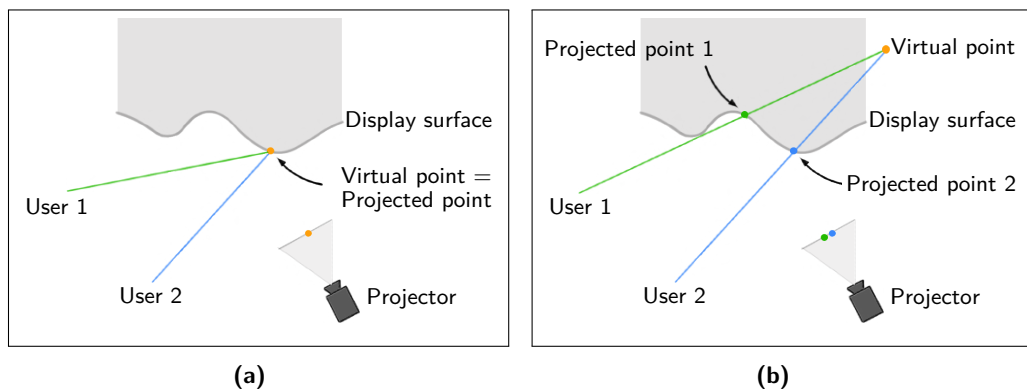 Display surface
Virtual point =
Projected point
User 1
User 2
Projector
(a)
Projected point 1
Virtual point
Display surface
Projected point 2
User 1
User 2
Projector
(b)